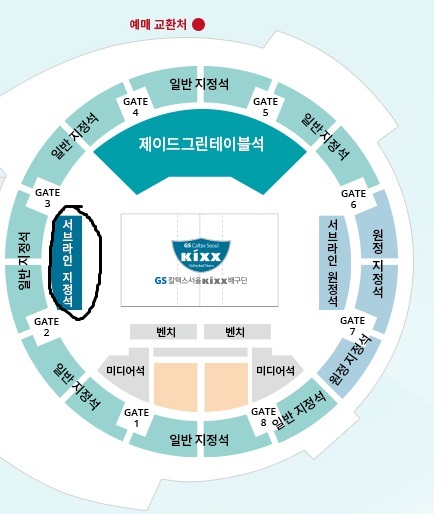 예매 교환처
일반 지정석
GATE
4
GATE
5
일반 지정석
일반 지정석
제이드그린테이블석
GATE
3
GATE
6
서브라인 지정석
일반 지정석
GS Caltex Seoul
kixx
Volleyball Team
GS칼텍스서울kixx배구단
서브라인 원정석
원정 지정석
GATE
2
GATE
7
벤치
벤치
미디어석
미디어석
일반 지정석
원정 지정석
GATE
1
GATE
8
일반 지정석
일반 지정석